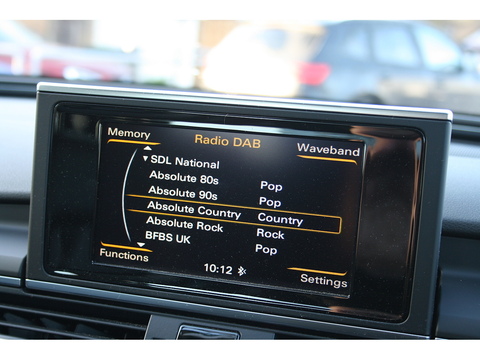 Memory
Radio DAB
Waveband
SDL National
Absolute 80s Pop
Absolute 90s Pop
Absolute Country Country
Absolute Rock Rock
BFBS UK Pop
Functions
10:12
Settings